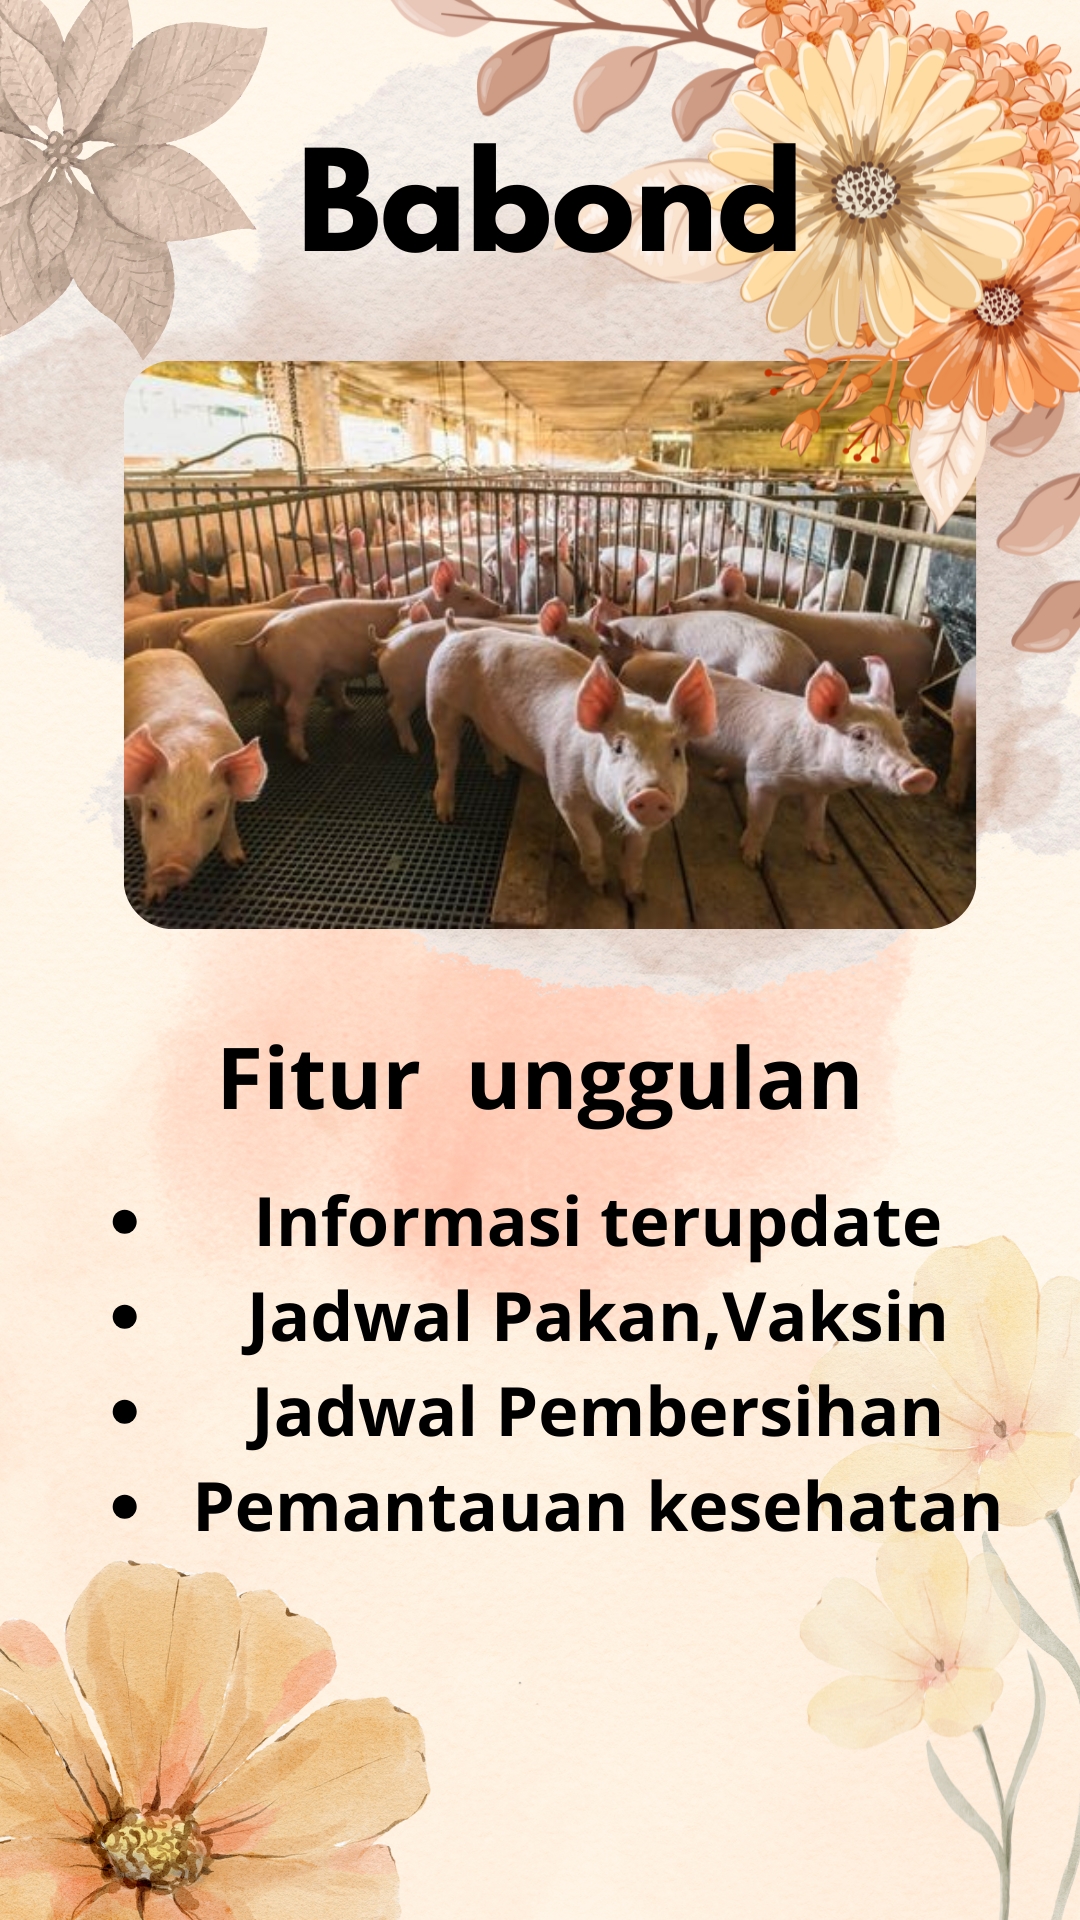 Babond
Fitur unggulan
• Informasi terupdate
• Jadwal Pakan,Vaksin
• Jadwal Pembersihan
• Pemantauan kesehatan